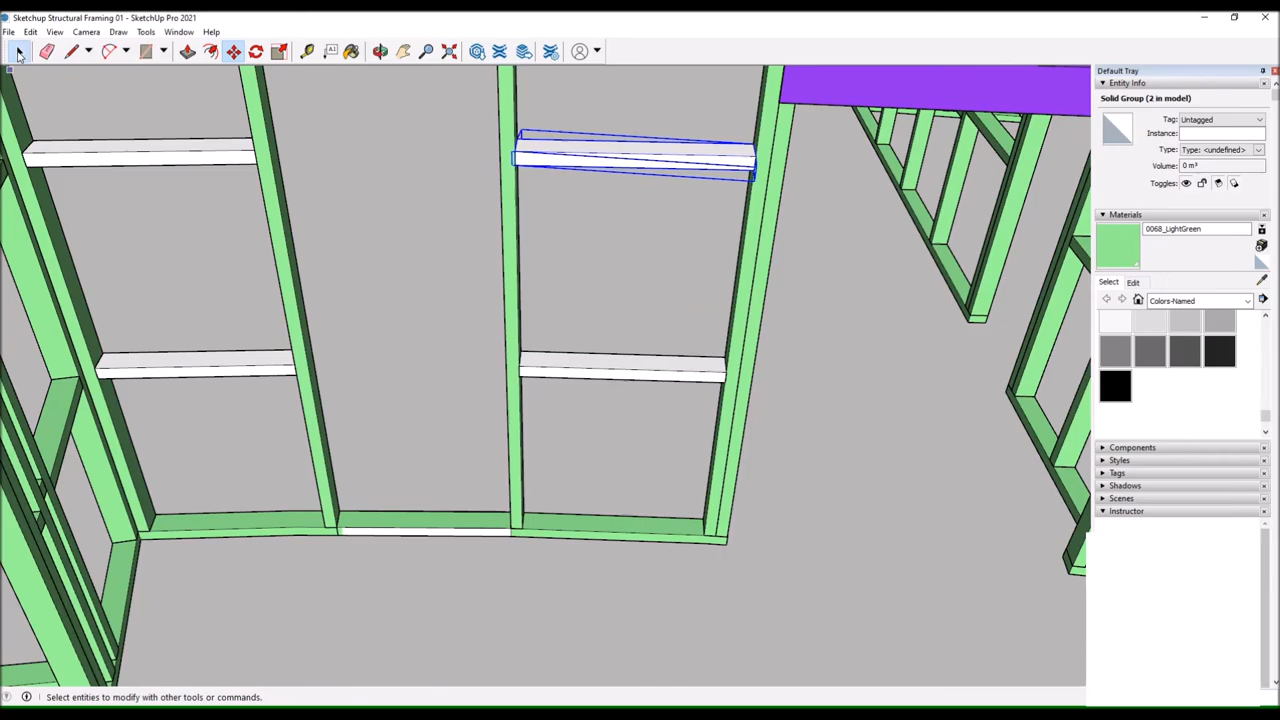 Sketchup Structural Framing 01 - SketchUp Pro 2021
File Edit View Camera Draw Tools Window Help
Default Tray
Entity Info
Solid Group (2 in model)
Tag: Untagged
Instance:
Type: Type: <undefined>
Volume: 0 m³
Toggles:
Materials
0068_LightGreen
Select Edit
Colors-Named
Components
Styles
Tags
Shadows
Scenes
Instructor
Select entities to modify with other tools or commands.